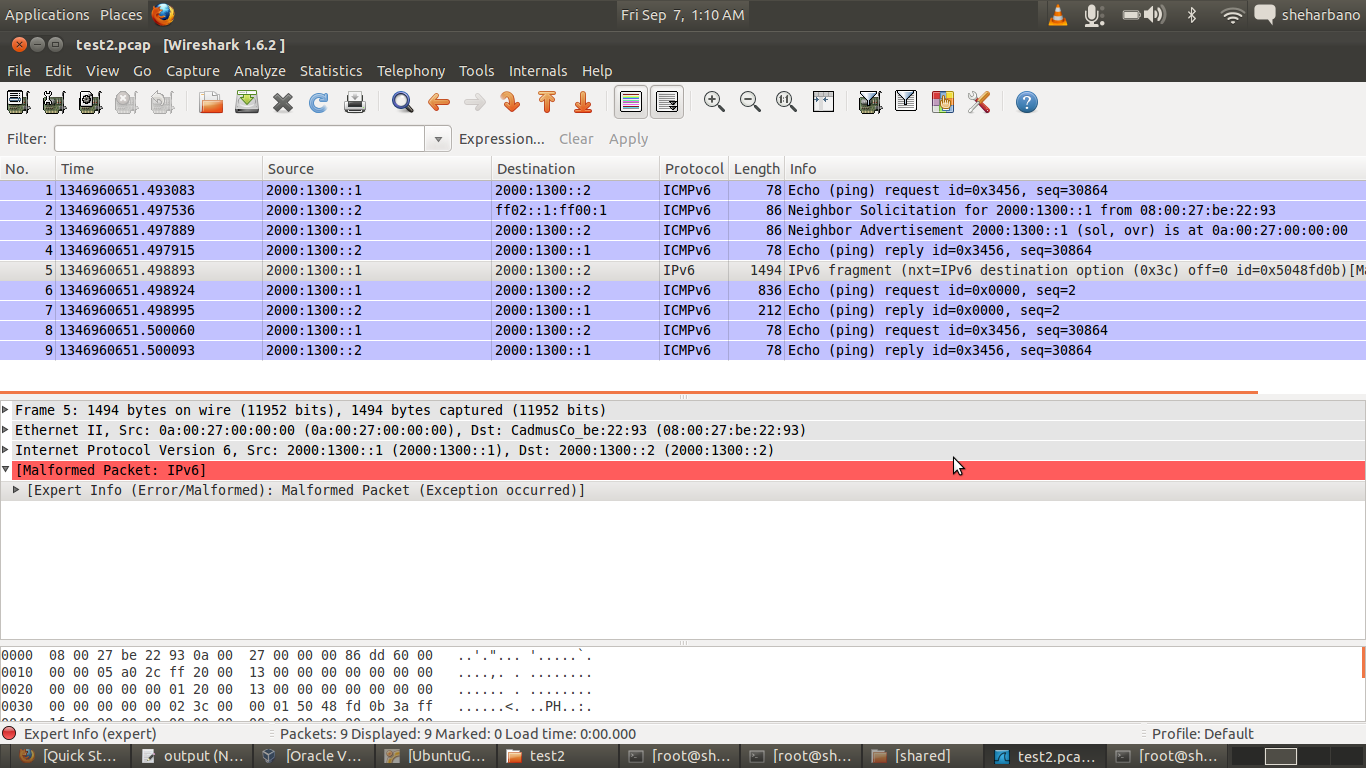 Applications Places Fri Sep 7, 1:10 AM sheharbano
test2.pcap [Wireshark 1.6.2 ]
File Edit View Go Capture Analyze Statistics Telephony Tools Internals Help
Filter: Expression... Clear Apply
No. Time Source Destination Protocol Length Info
1 1346960651.493083 2000:1300::1 2000:1300::2 ICMPv6 78 Echo (ping) request id=0x3456, seq=30864
2 1346960651.497536 2000:1300::2 ff02::1:ff00:1 ICMPv6 86 Neighbor Solicitation for 2000:1300::1 from 08:00:27:be:22:93
3 1346960651.497889 2000:1300::1 2000:1300::2 ICMPv6 86 Neighbor Advertisement 2000:1300::1 (sol, ovr) is at 0a:00:27:00:00:00
4 1346960651.497915 2000:1300::2 2000:1300::1 ICMPv6 78 Echo (ping) reply id=0x3456, seq=30864
5 1346960651.498893 2000:1300::1 2000:1300::2 IPv6 1494 IPv6 fragment (nxt=IPv6 destination option (0x3c) off=0 id=0x5048fd0b)[Ma
6 1346960651.498924 2000:1300::1 2000:1300::2 ICMPv6 836 Echo (ping) request id=0x0000, seq=2
7 1346960651.498995 2000:1300::2 2000:1300::1 ICMPv6 212 Echo (ping) reply id=0x0000, seq=2
8 1346960651.500060 2000:1300::1 2000:1300::2 ICMPv6 78 Echo (ping) request id=0x3456, seq=30864
9 1346960651.500093 2000:1300::2 2000:1300::1 ICMPv6 78 Echo (ping) reply id=0x3456, seq=30864
Frame 5: 1494 bytes on wire (11952 bits), 1494 bytes captured (11952 bits)
Ethernet II, Src: 0a:00:27:00:00:00 (0a:00:27:00:00:00), Dst: CadmusCo_be:22:93 (08:00:27:be:22:93)
Internet Protocol Version 6, Src: 2000:1300::1 (2000:1300::1), Dst: 2000:1300::2 (2000:1300::2)
[Malformed Packet: IPv6]
[Expert Info (Error/Malformed): Malformed Packet (Exception occurred)]
0000 08 00 27 be 22 93 0a 00 27 00 00 00 86 dd 60 00 ..'."... '.....`.
0010 00 00 05 a0 2c ff 20 00 13 00 00 00 00 00 00 00 ....,. . ........
0020 00 00 00 00 00 01 20 00 13 00 00 00 00 00 00 00 ...... . ........
0030 00 00 00 00 00 02 3c 00 00 01 50 48 fd 0b 3a ff ......<. ..PH..:.
Expert Info (expert) Packets: 9 Displayed: 9 Marked: 0 Load time: 0:00.000 Profile: Default
[Quick St... output (N... [Oracle V... [UbuntuG... test2 [root@sh... [root@sh... [shared] test2.pca... [root@sh...